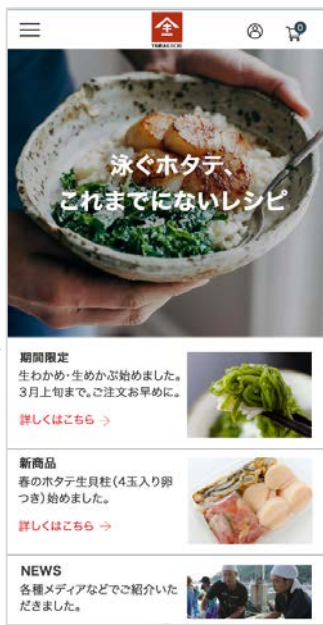 0
泳ぐホタテ、
これまでにないレシピ
期間限定
生わかめ・生めかぶ始めました。
3月上旬まで。ご注文お早めに。
詳しくはこちら →
新商品
春のホタテ生貝柱(4玉入り卵
つき)始めました。
詳しくはこちら →
NEWS
各種メディアなどでご紹介いた
だきました。